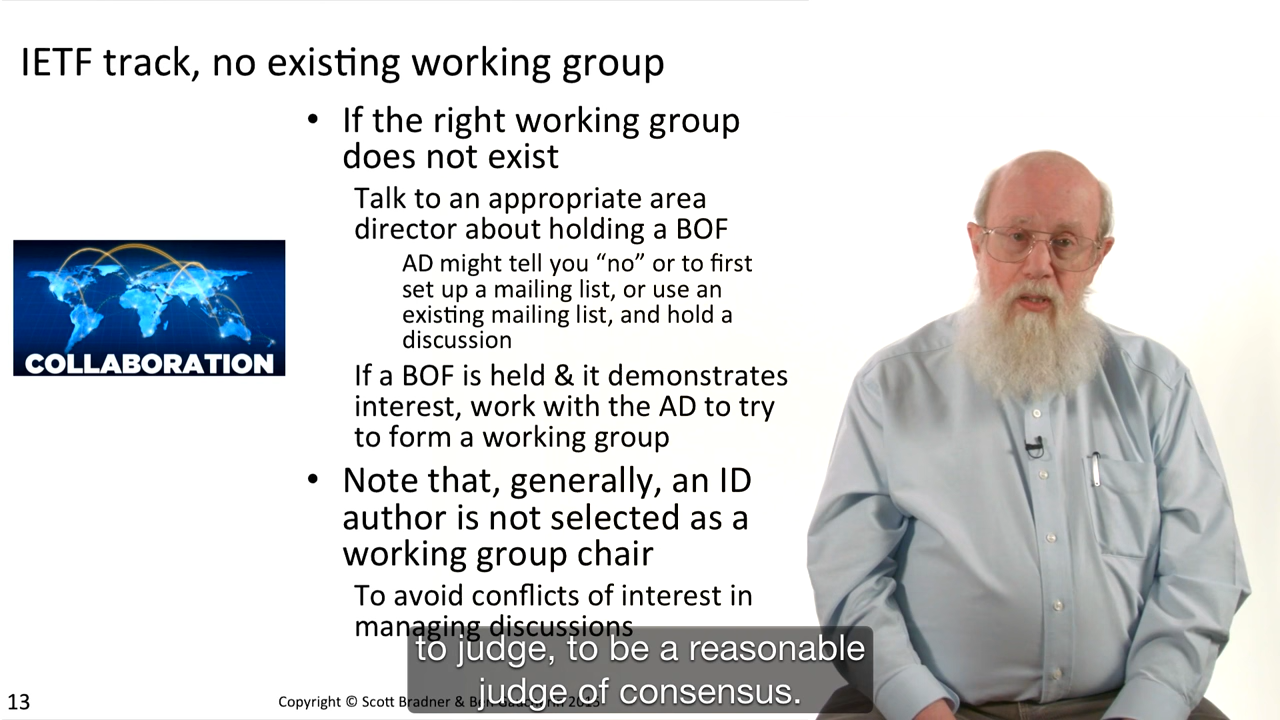 IETF track, no existing working group
• If the right working group
does not exist
Talk to an appropriate area
director about holding a BOF
AD might tell you “no” or to first
set up a mailing list, or use an
existing mailing list, and hold a
discussion
If a BOF is held & it demonstrates
interest, work with the AD to try
to form a working group
• Note that, generally, an ID
author is not selected as a
working group chair
To avoid conflicts of interest in
managing discussions
COLLABORATION
to judge, to be a reasonable
judge of consensus.
13
Copyright © Scott Bradner &